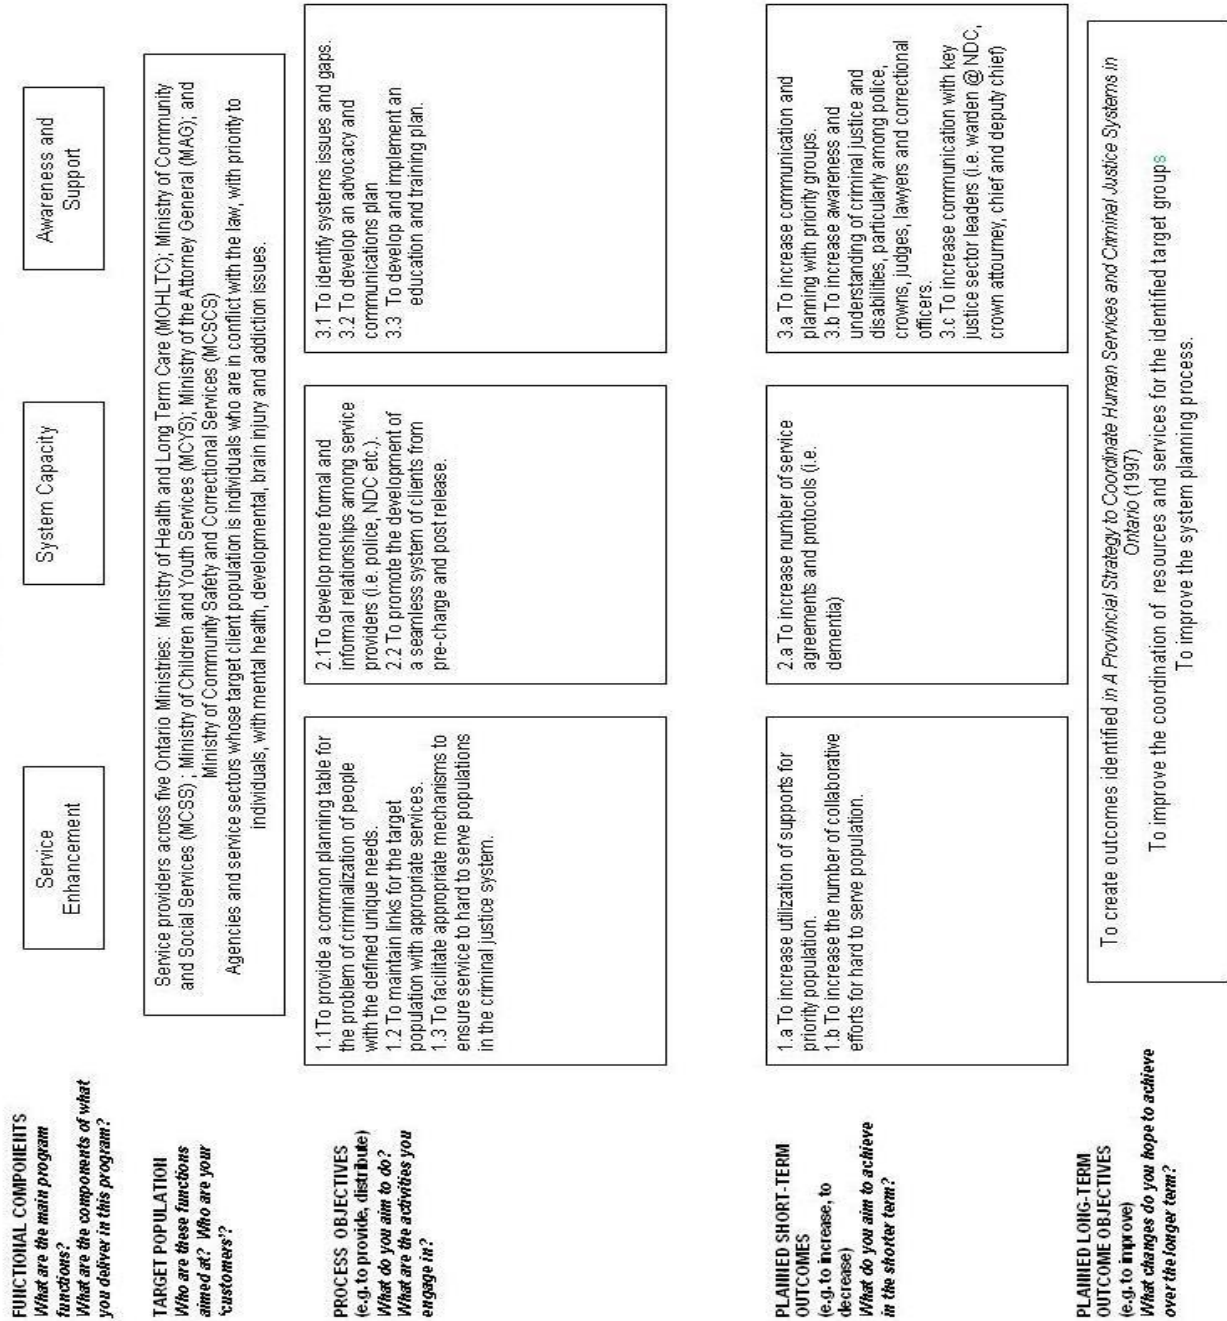 FUNCTIONAL COMPONENTS
What are the main program
functions?
What are the components of what
you deliver in this program?
Service
Enhancement
System Capacity
Awareness and
Support
TARGET POPULATION
Who are these functions
aimed at? Who are your
'customers'?
Service providers across five Ontario Ministries: Ministry of Health and Long Term Care (MOHLTC); Ministry of Community
and Social Services (MCSS) ; Ministry of Children and Youth Services (MCYS); Ministry of the Attorney General (MAG); and
Ministry of Community Safety and Correctional Services (MCSCS)
Agencies and service sectors whose target client population is individuals who are in conflict with the law, with priority to
individuals, with mental health, developmental, brain injury and addiction issues.
PROCESS OBJECTIVES
(e.g. to provide, distribute)
What do you aim to do?
What are the activities you
engage in?
1.1To provide a common planning table for
the problem of criminalization of people
with the defined unique needs.
1.2 To maintain links for the target
population with appropriate services.
1.3 To facilitate appropriate mechanisms to
ensure service to hard to serve populations
in the criminal justice system.
2.1To develop more formal and
informal relationships among service
providers (i.e. police, NDC etc.).
2.2 To promote the development of
a seamless system of clients from
pre-charge and post release.
3.1 To identify systems issues and gaps.
3.2 To develop an advocacy and
communications plan
3.3 To develop and implement an
education and training plan.
PLANNED SHORT-TERM
OUTCOMES
(e.g. to increase, to
decrease)
What do you aim to achieve
in the shorter term?
1.a To increase utilization of supports for
priority population.
1.b To increase the number of collaborative
efforts for hard to serve population.
2.a To increase number of service
agreements and protocols (i.e.
dementia)
3.a To increase communication and
planning with priority groups.
3.b To increase awareness and
understanding of criminal justice and
disabilities, particularly among police,
crowns, judges, lawyers and correctional
officers.
3.c To increase communication with key
justice sector leaders (i.e. warden @ NDC,
crown attourney, chief and deputy chief)
PLANNED LONG-TERM
OUTCOME OBJECTIVES
(e.g. to improve)
What changes do you hope to achieve
over the longer term?
To create outcomes identified in A Provincial Strategy to Coordinate Human Services and Criminal Justice Systems in
Ontario (1997)
To improve the coordination of resources and services for the identified target groups
To improve the system planning process.